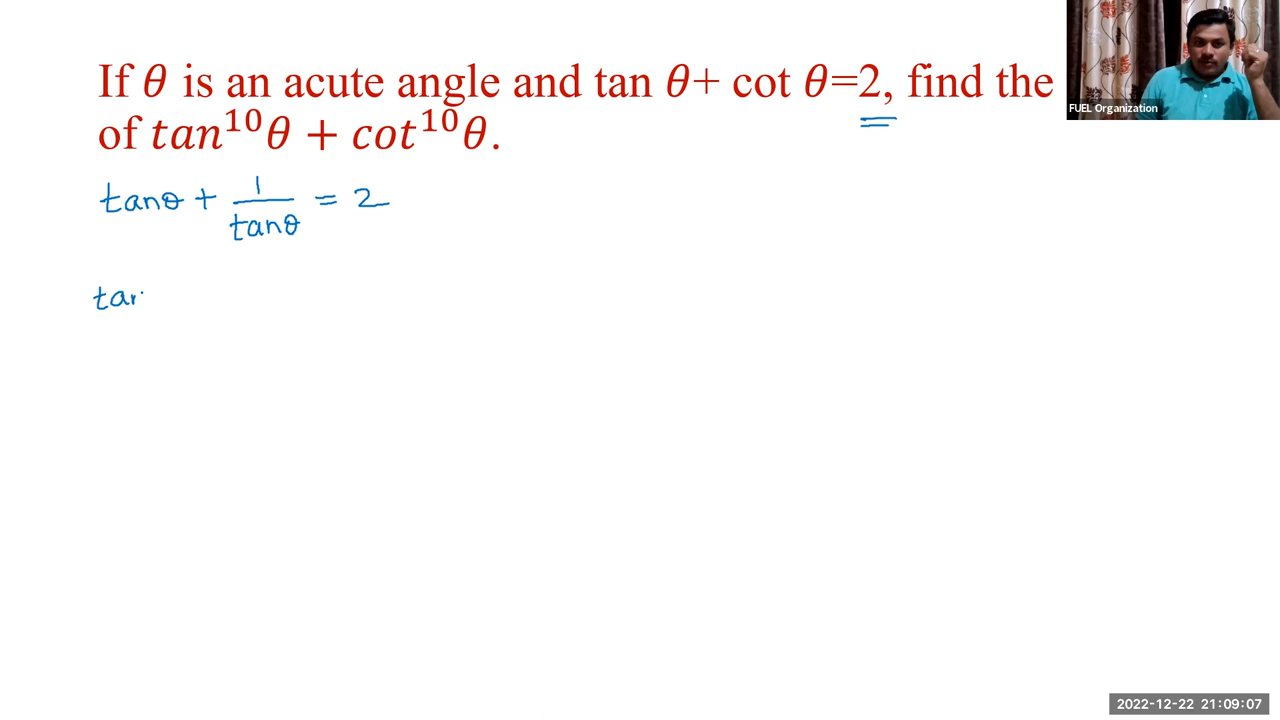 If θ is an acute angle and tan θ+ cot θ=2, find the
of tan¹⁰θ + cot¹⁰θ.
tanθ + 1/tanθ = 2
FUEL Organization
2022-12-22 21:09:07